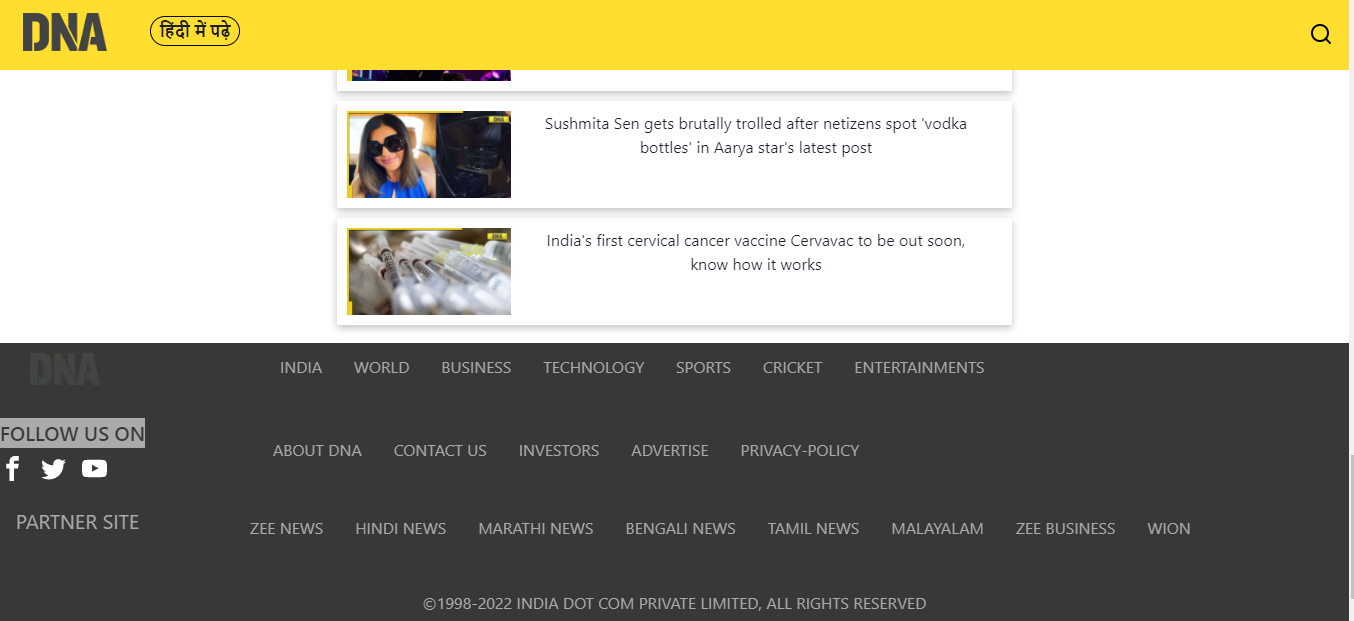 DNA
हिंदी में पढ़े
DNA
Sushmita Sen gets brutally trolled after netizens spot 'vodka
bottles' in Aarya star's latest post
DNA
India's first cervical cancer vaccine Cervavac to be out soon,
know how it works
DNA
INDIA WORLD BUSINESS TECHNOLOGY SPORTS CRICKET ENTERTAINMENTS
FOLLOW US ON
ABOUT DNA CONTACT US INVESTORS ADVERTISE PRIVACY-POLICY
PARTNER SITE
ZEE NEWS HINDI NEWS MARATHI NEWS BENGALI NEWS TAMIL NEWS MALAYALAM ZEE BUSINESS WION
©1998-2022 INDIA DOT COM PRIVATE LIMITED, ALL RIGHTS RESERVED